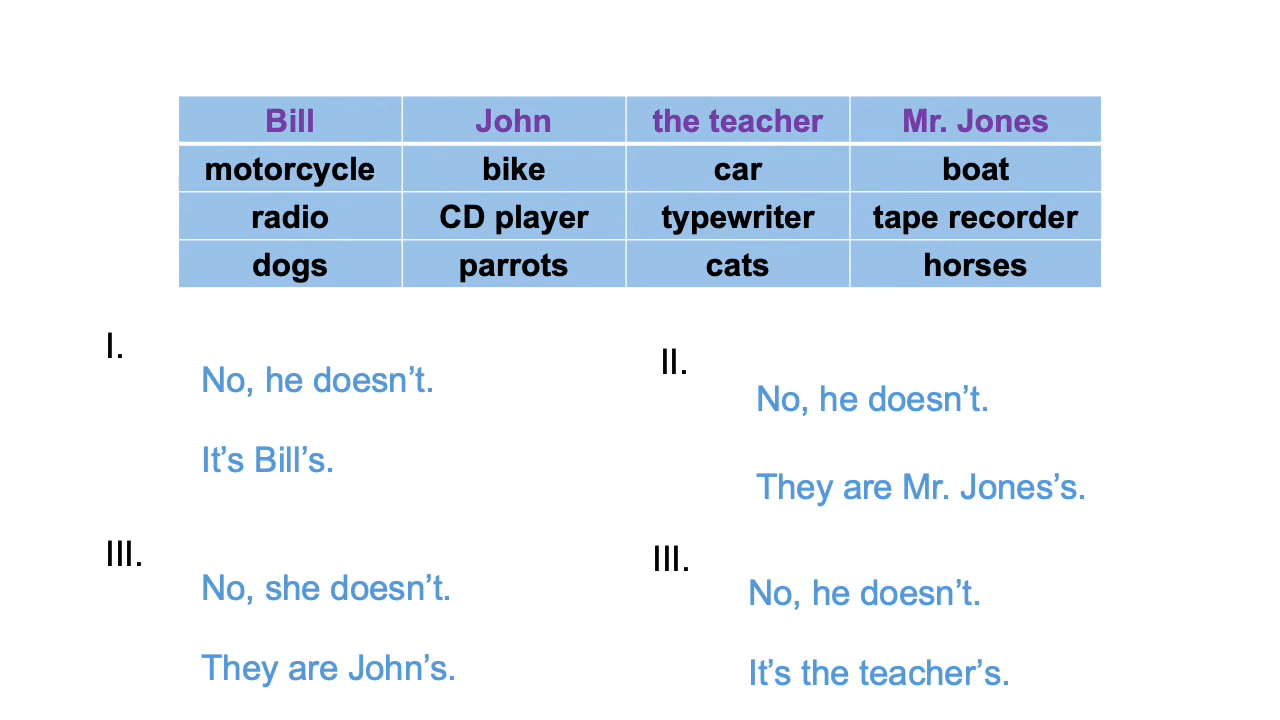 Bill John the teacher Mr. Jones
motorcycle bike car boat
radio CD player typewriter tape recorder
dogs parrots cats horses
I.
No, he doesn’t.
It’s Bill’s.
II.
No, he doesn’t.
They are Mr. Jones’s.
III.
No, she doesn’t.
They are John’s.
III.
No, he doesn’t.
It’s the teacher’s.